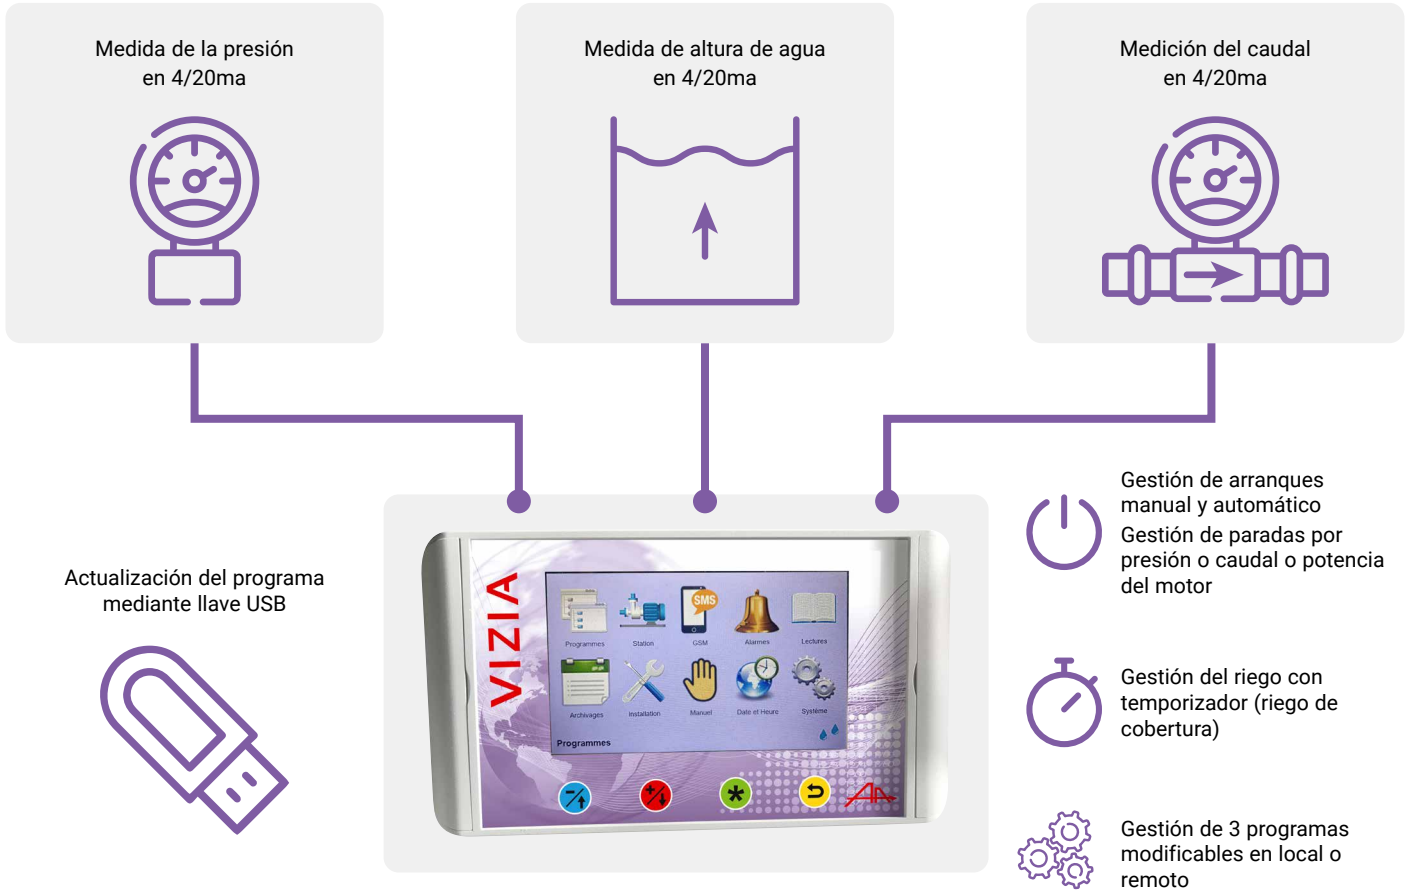 Medida de la presión
en 4/20ma
Medida de altura de agua
en 4/20ma
Medición del caudal
en 4/20ma
Actualización del programa
mediante llave USB
VIZIA
SMS
Programmes
Station
GSM
Alarmes
Lectures
Archivages
Installation
Manuel
Date et Heure
Système
Programmes
Gestión de arranques
manual y automático
Gestión de paradas por
presión o caudal o potencia
del motor
Gestión del riego con
temporizador (riego de
cobertura)
Gestión de 3 programas
modificables en local o
remoto